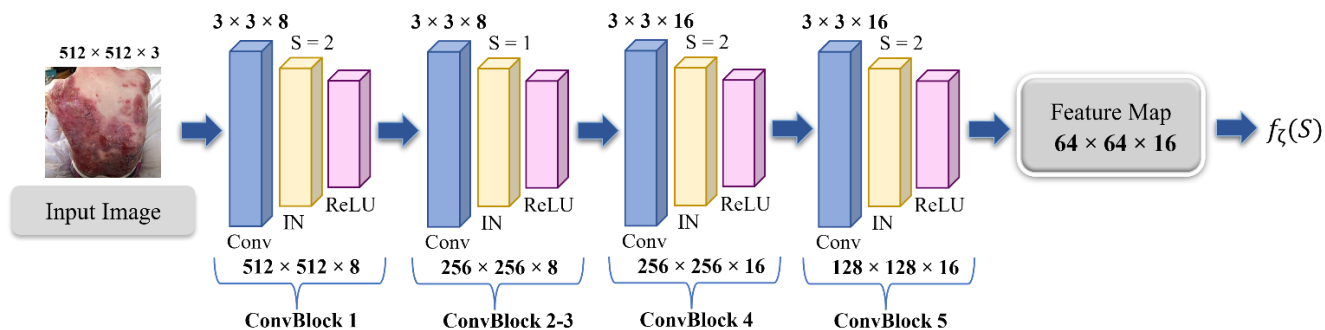 512 × 512 × 3
Input Image
3 × 3 × 8
S = 2
Conv
IN
ReLU
512 × 512 × 8
ConvBlock 1
3 × 3 × 8
S = 1
Conv
IN
ReLU
256 × 256 × 8
ConvBlock 2-3
3 × 3 × 16
S = 2
Conv
IN
ReLU
256 × 256 × 16
ConvBlock 4
3 × 3 × 16
S = 2
Conv
IN
ReLU
128 × 128 × 16
ConvBlock 5
Feature Map
64 × 64 × 16
f_ζ(S)